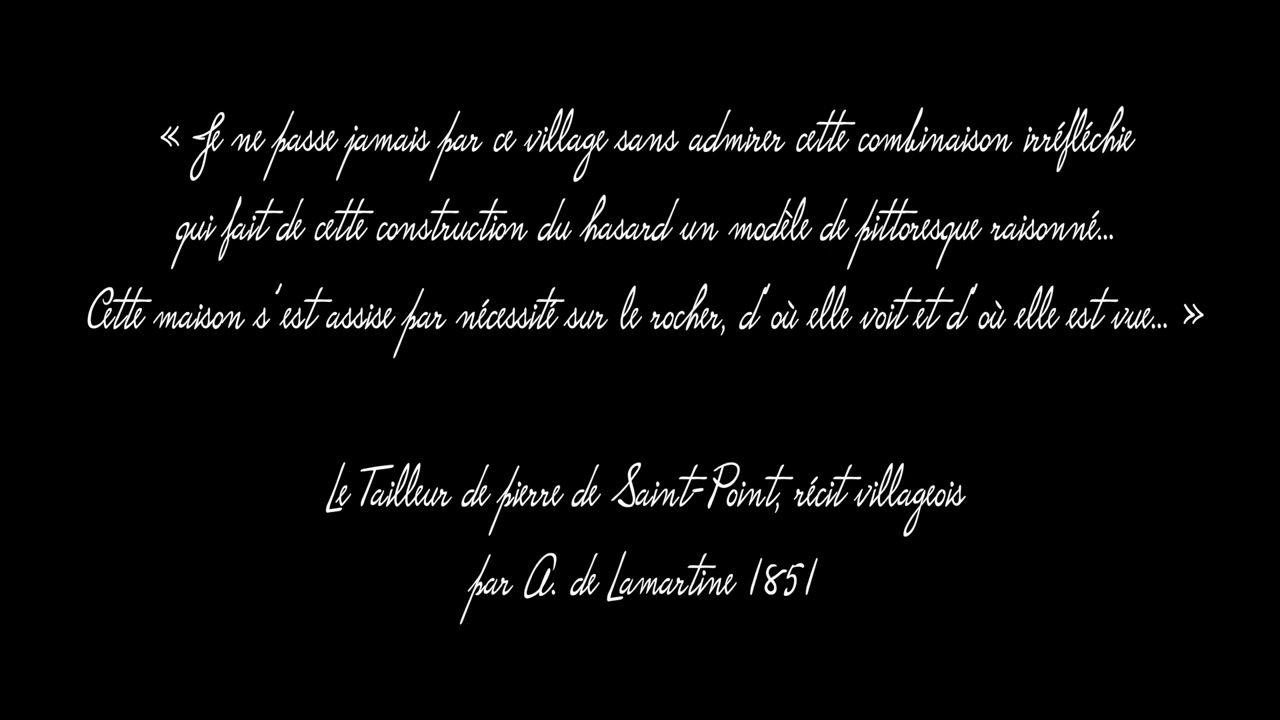 « Je ne passe jamais par ce village sans admirer cette combinaison irréfléchie
qui fait de cette construction du hasard un modèle de pittoresque raisonné...
Cette maison s'est assise par nécessité sur le rocher, d'où elle voit et d'où elle est vue... »
Le Tailleur de pierre de Saint-Point, récit villageois
par A. de Lamartine 1851